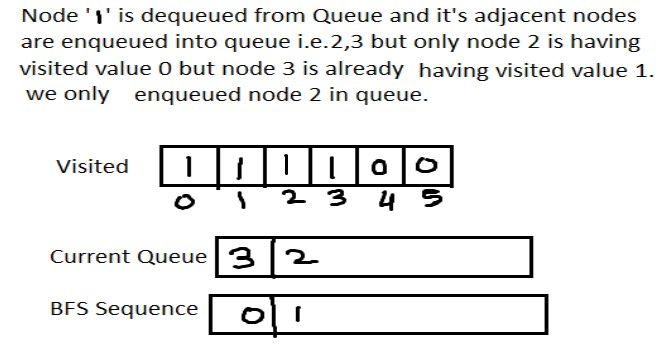 Node '1' is dequeued from Queue and it's adjacent nodes
are enqueued into queue i.e.2,3 but only node 2 is having
visited value 0 but node 3 is already having visited value 1.
we only enqueued node 2 in queue.
Visited 1 1 1 1 0 0
0 1 2 3 4 5
Current Queue 3 2
BFS Sequence 0 1